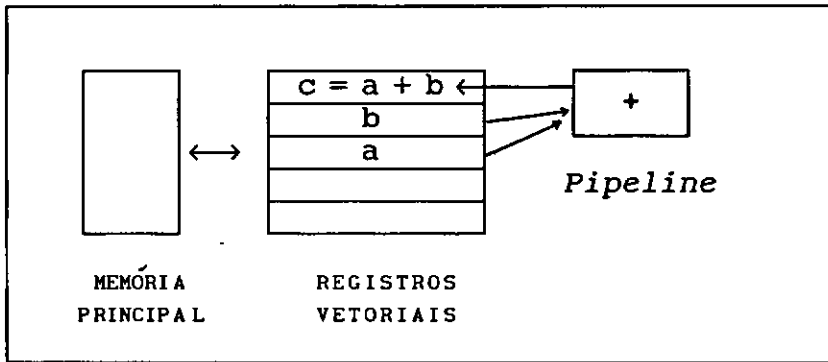 c = a + b
+
b
a
Pipeline
MEMÓRIA REGISTROS
PRINCIPAL VETORIAIS